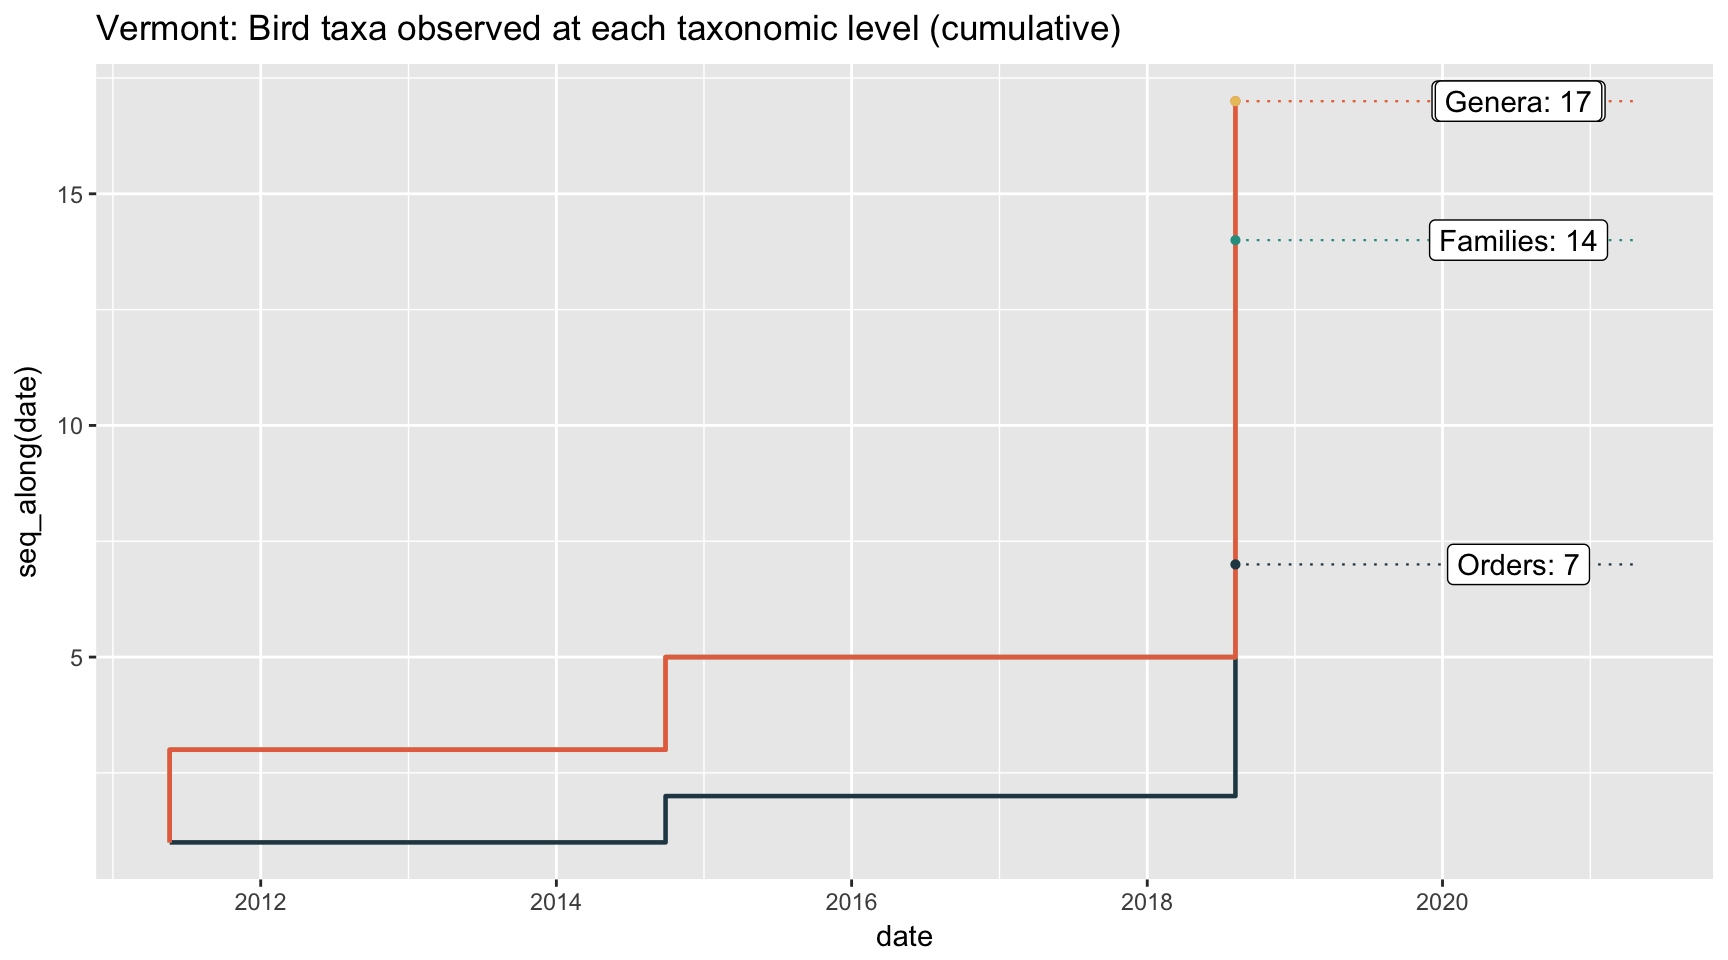 Vermont: Bird taxa observed at each taxonomic level (cumulative)
Genera: 17
15
Families: 14
10
seq_along(date)
Orders: 7
5
2012 2014 2016 2018 2020
date